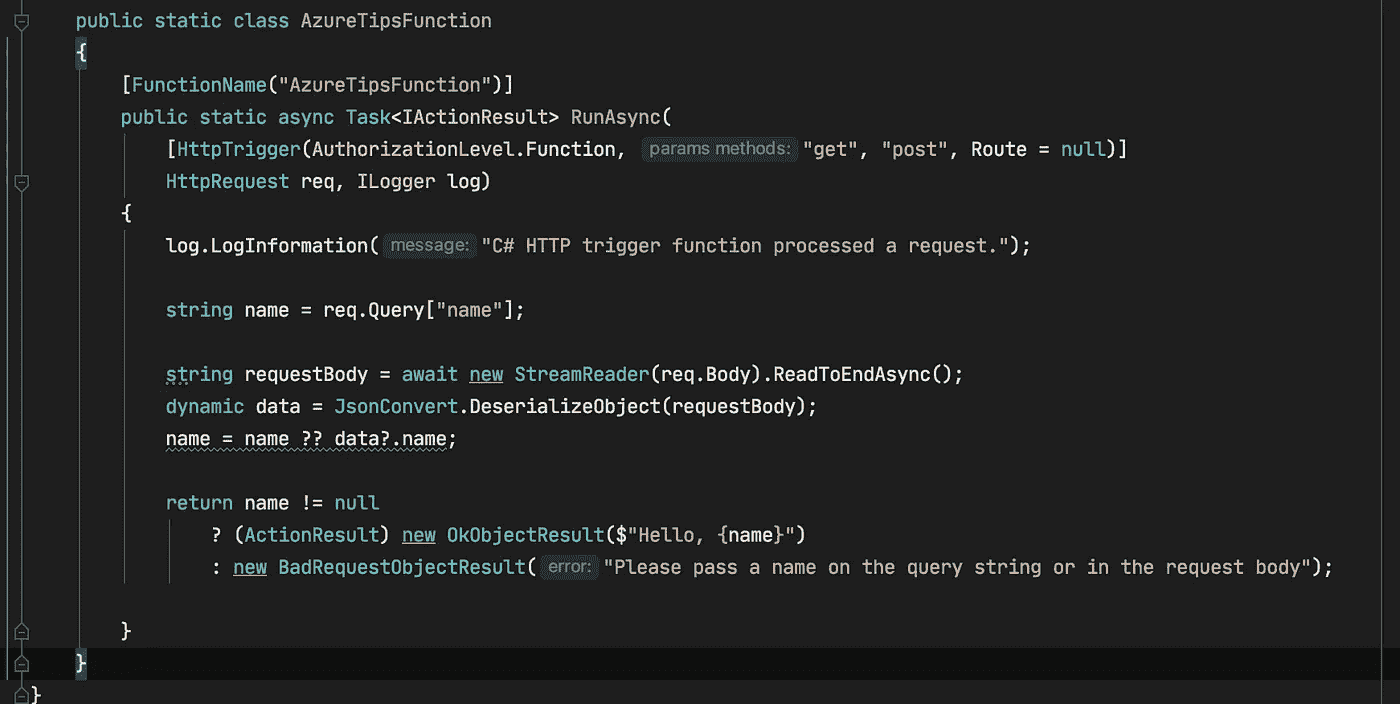 public static class AzureTipsFunction
{
[FunctionName("AzureTipsFunction")]
public static async Task<IActionResult> RunAsync(
[HttpTrigger(AuthorizationLevel.Function, params methods: "get", "post", Route = null)]
HttpRequest req, ILogger log)
{
log.LogInformation( message: "C# HTTP trigger function processed a request.");
string name = req.Query["name"];
string requestBody = await new StreamReader(req.Body).ReadToEndAsync();
dynamic data = JsonConvert.DeserializeObject(requestBody);
name = name ?? data?.name;
return name != null
? (ActionResult) new OkObjectResult($"Hello, {name}")
: new BadRequestObjectResult( error: "Please pass a name on the query string or in the request body");
}
}
}